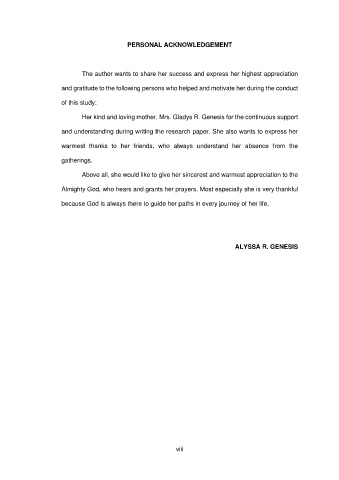 PERSONAL ACKNOWLEDGEMENT
The author wants to share her success and express her highest appreciation
and gratitude to the following persons who helped and motivate her during the conduct
of this study;
Her kind and loving mother, Mrs. Gladys R. Genesis for the continuous support
and understanding during writing the research paper. She also wants to express her
warmest thanks to her friends, who always understand her absence from the
gatherings.
Above all, she would like to give her sincerest and warmest appreciation to the
Almighty God, who hears and grants her prayers. Most especially she is very thankful
because God is always there to guide her paths in every journey of her life.
ALYSSA R. GENESIS
viii